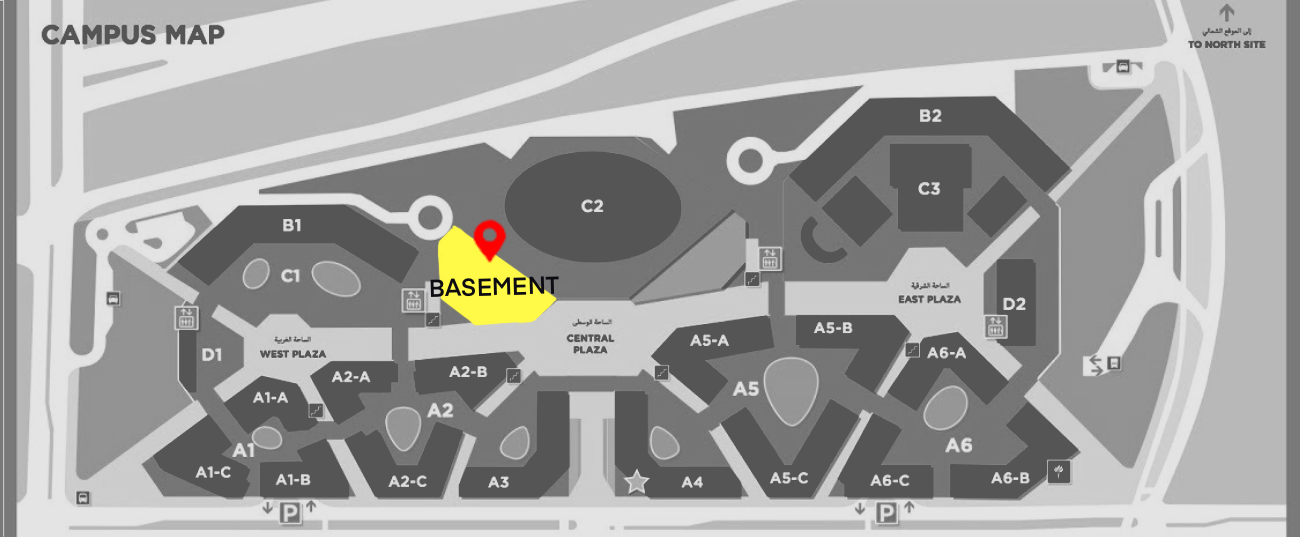 CAMPUS MAP
إلى الموقع الشمالي
TO NORTH SITE
B2
C3
C2
B1
C1
BASEMENT
الساحة الشرقية
EAST PLAZA
D2
الساحة الوسطى
CENTRAL
PLAZA
الساحة الغربية
WEST PLAZA
D1
A5-A
A5-B
A6-A
A2-A
A2-B
A1-A
A5
A2
A1
A6
A1-C
A1-B
A2-C
A3
A4
A5-C
A6-C
A6-B
P
P